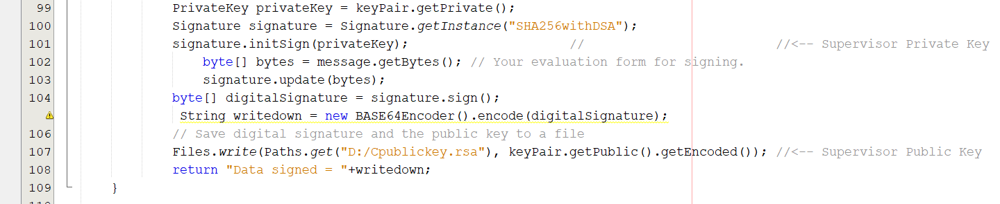 99 PrivateKey privateKey = keyPair.getPrivate();
100 Signature signature = Signature.getInstance("SHA256withDSA");
101 signature.initSign(privateKey); // //<-- Supervisor Private Key
102 byte[] bytes = message.getBytes(); // Your evaluation form for signing.
103 signature.update(bytes);
104 byte[] digitalSignature = signature.sign();
String writedown = new BASE64Encoder().encode(digitalSignature);
106 // Save digital signature and the public key to a file
107 Files.write(Paths.get("D:/Cpublickey.rsa"), keyPair.getPublic().getEncoded()); //<-- Supervisor Public Key
108 return "Data signed = "+writedown;
109 }